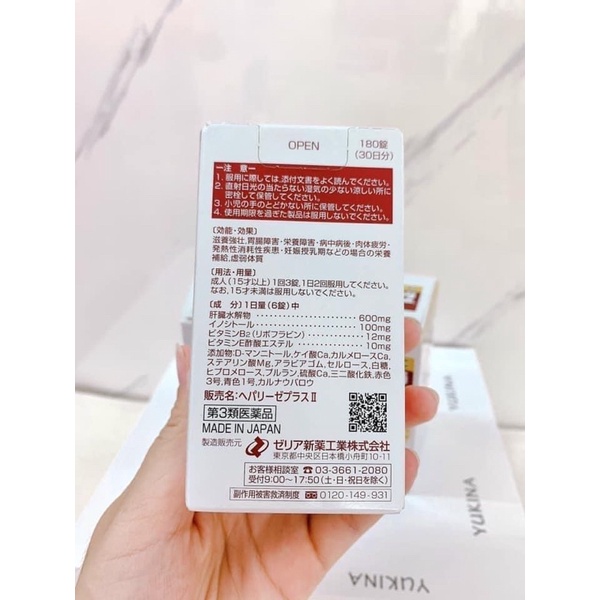 OPEN
180錠
(30日分)
ー注 意ー
1. 服用に際しては、添付文書をよく読んでください。
2. 直射日光の当たらない湿気の少ない涼しい所に
密栓して保管してください。
3. 小児の手のとどかない所に保管してください。
4. 使用期限を過ぎた製品は服用しないでください。
〔効能・効果〕
滋養強壮、胃腸障害・栄養障害・病中病後・肉体疲労・
発熱性消耗性疾患・妊娠授乳期などの場合の栄養
補給、虚弱体質
〔用法・用量〕
成人(15才以上)1回3錠、1日2回服用してください。
なお、15才未満は服用しないでください。
〔成 分〕1日量(6錠)中
肝臓水解物 ················ 600mg
イノシトール ················ 100mg
ビタミンB2(リボフラビン) ················ 12mg
ビタミンE酢酸エステル ················ 10mg
添加物:D-マンニトール、ケイ酸Ca、カルメロースCa、
ステアリン酸Mg、アラビアゴム、セルロース、白糖、
ヒプロメロース、プルラン、硫酸Ca、三二酸化鉄、赤色
3号、青色1号、カルナウバロウ
販売名:ヘパリーゼプラスⅡ
第3類医薬品
MADE IN JAPAN
製造販売元 ゼリア新薬工業株式会社
東京都中央区日本橋小舟町10-11
お客様相談室 ☎ 03-3661-2080
受付9:00〜17:50(土・日・祝日を除く)
副作用被害救済制度 0120-149-931
YUKINA
YUKINA
YUKINA